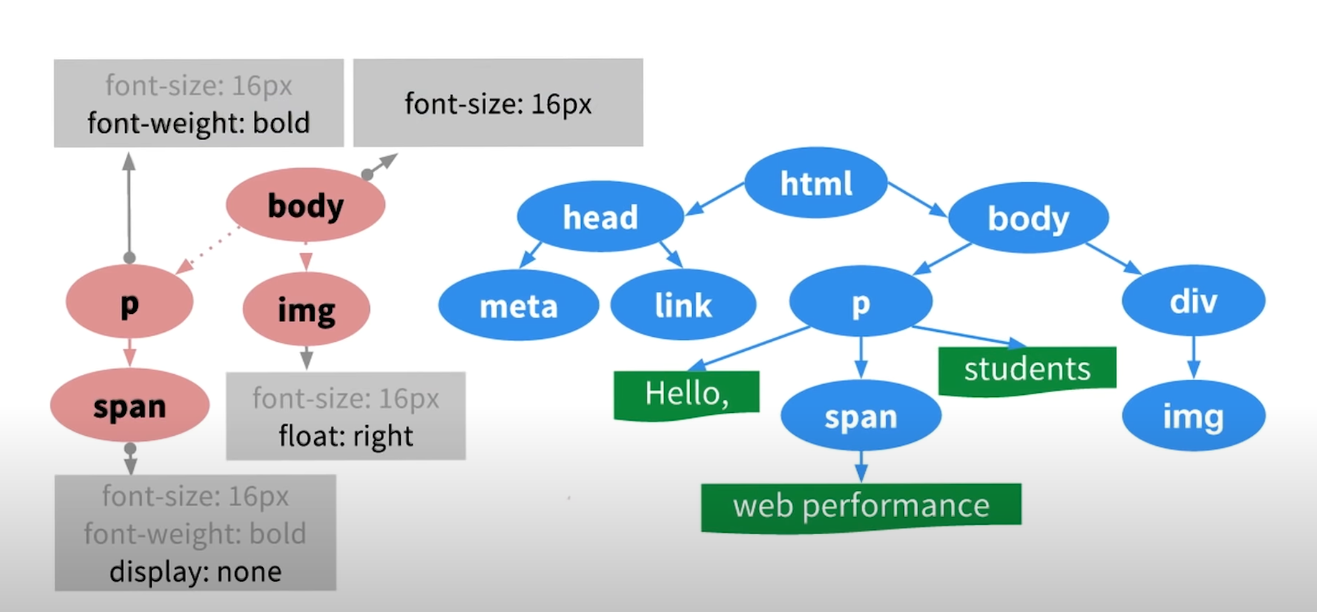 font-size: 16px
font-weight: bold
font-size: 16px
body
p
img
span
font-size: 16px
float: right
font-size: 16px
font-weight: bold
display: none
html
head
body
meta
link
p
div
Hello,
span
students
img
web performance